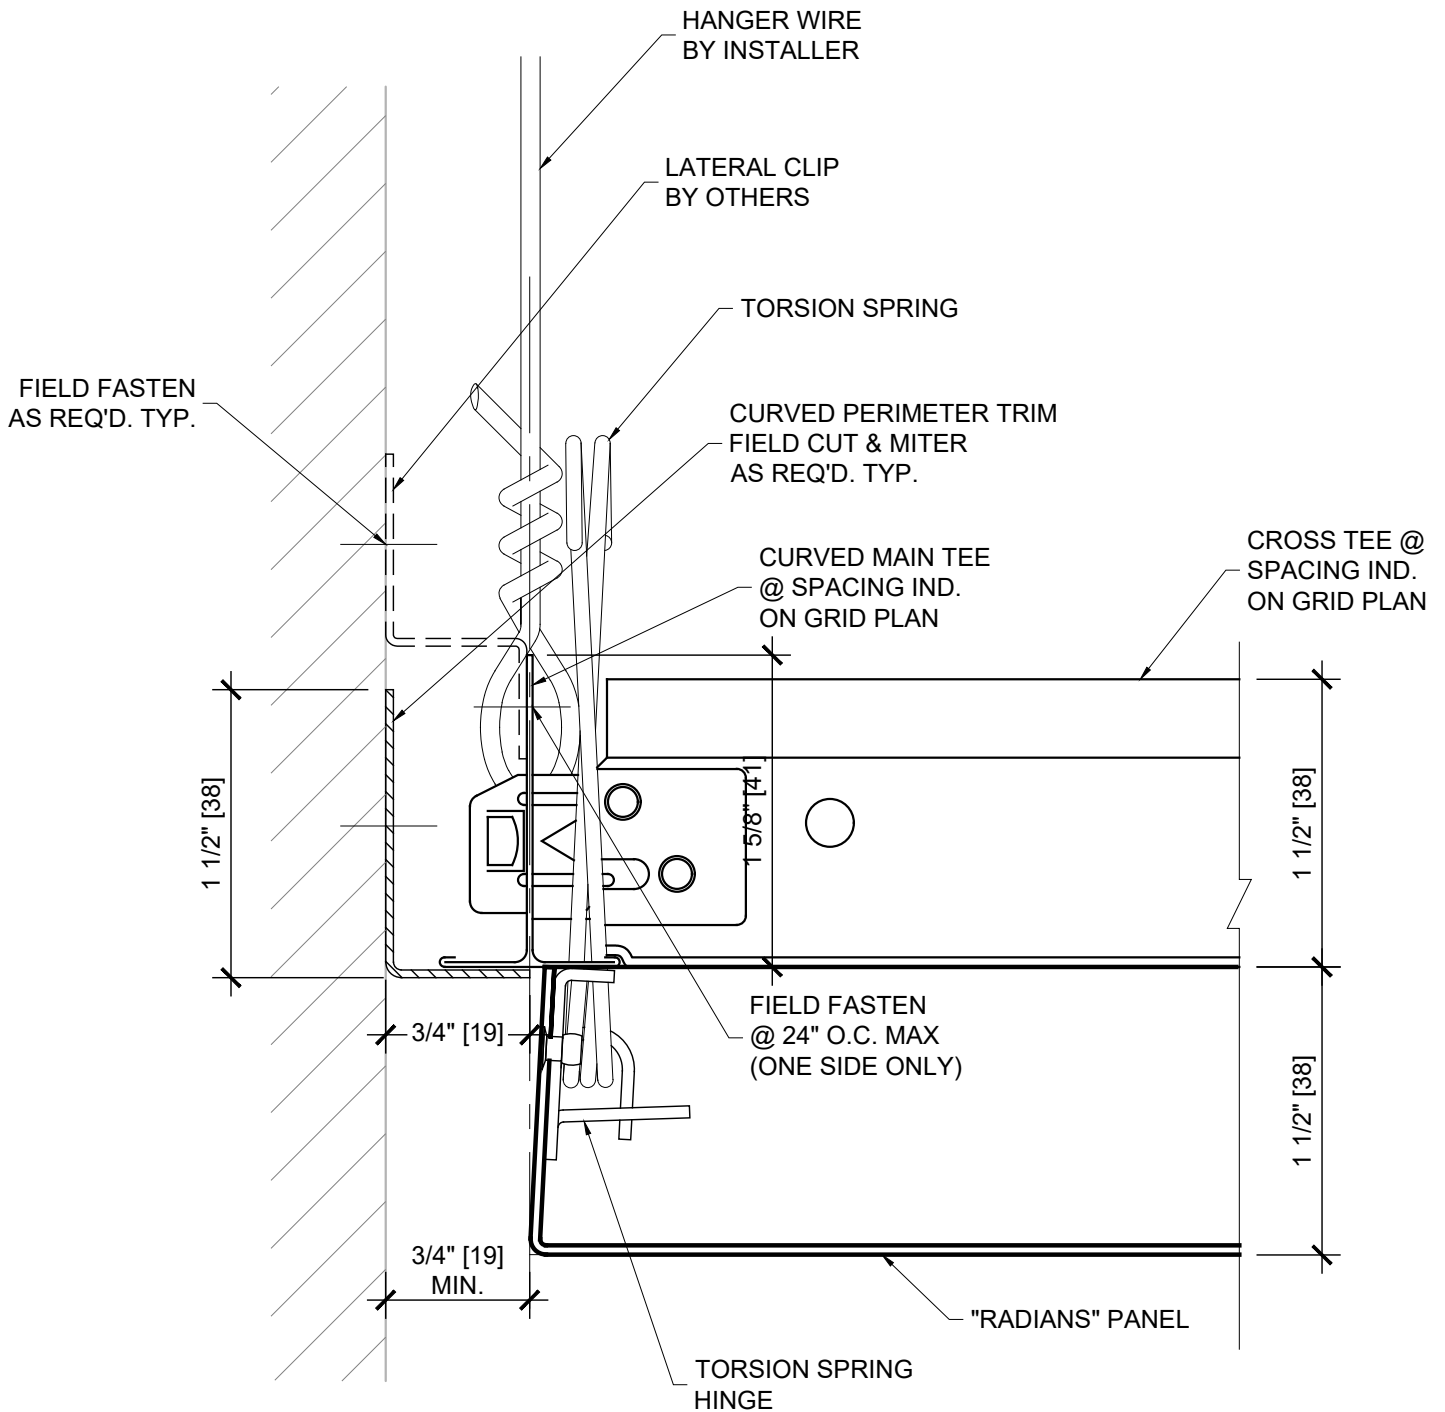 HANGER WIRE
BY INSTALLER
LATERAL CLIP
BY OTHERS
TORSION SPRING
FIELD FASTEN
AS REQ'D. TYP.
CURVED PERIMETER TRIM
FIELD CUT & MITER
AS REQ'D. TYP.
CURVED MAIN TEE
@ SPACING IND.
ON GRID PLAN
CROSS TEE @
SPACING IND.
ON GRID PLAN
1 1/2" [38]
1 5/8" [41]
1 1/2" [38]
3/4" [19]
FIELD FASTEN
@ 24" O.C. MAX
(ONE SIDE ONLY)
1 1/2" [38]
3/4" [19]
MIN.
"RADIANS" PANEL
TORSION SPRING
HINGE